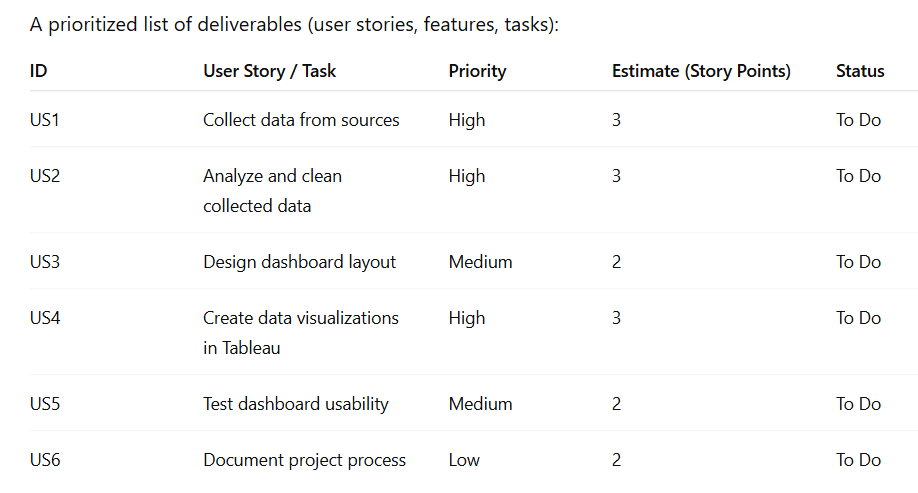 A prioritized list of deliverables (user stories, features, tasks):
ID User Story / Task Priority Estimate (Story Points) Status
US1 Collect data from sources High 3 To Do
US2 Analyze and clean High 3 To Do
collected data
US3 Design dashboard layout Medium 2 To Do
US4 Create data visualizations High 3 To Do
in Tableau
US5 Test dashboard usability Medium 2 To Do
US6 Document project process Low 2 To Do